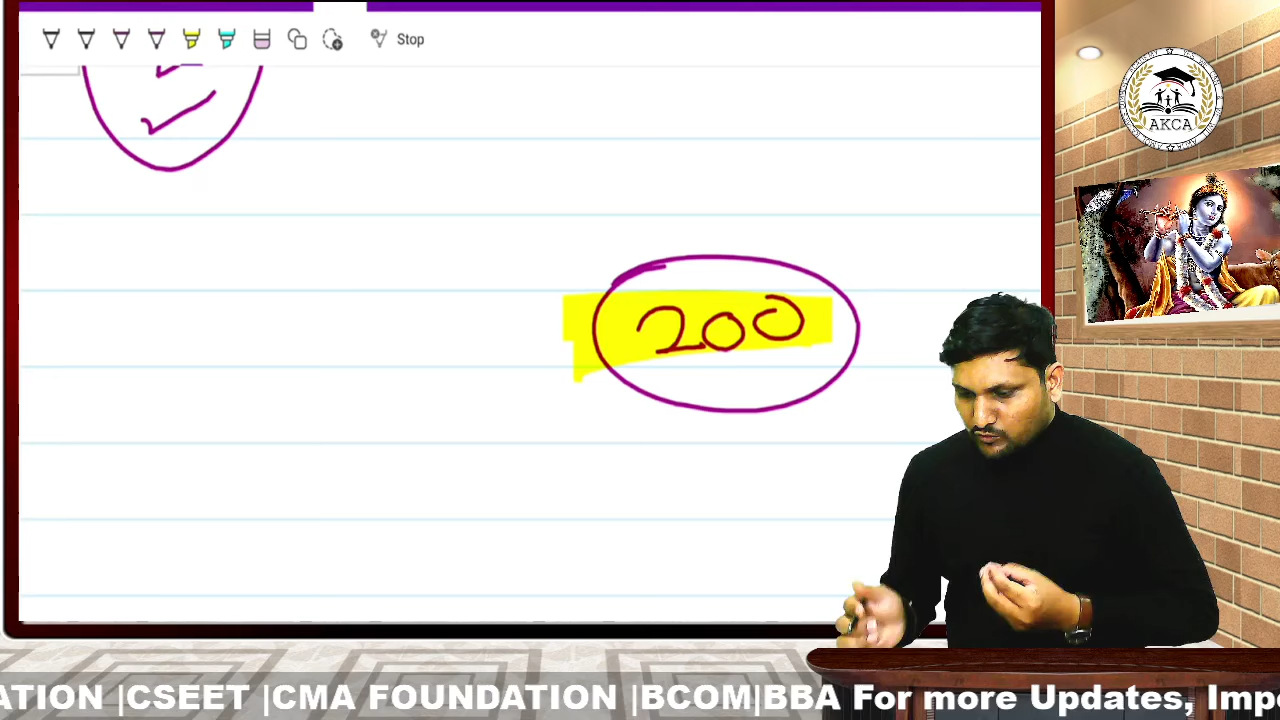 Stop
AKCA
200
ATION |CSEET |CMA FOUNDATION |BCOM|BBA For more Updates, Imp